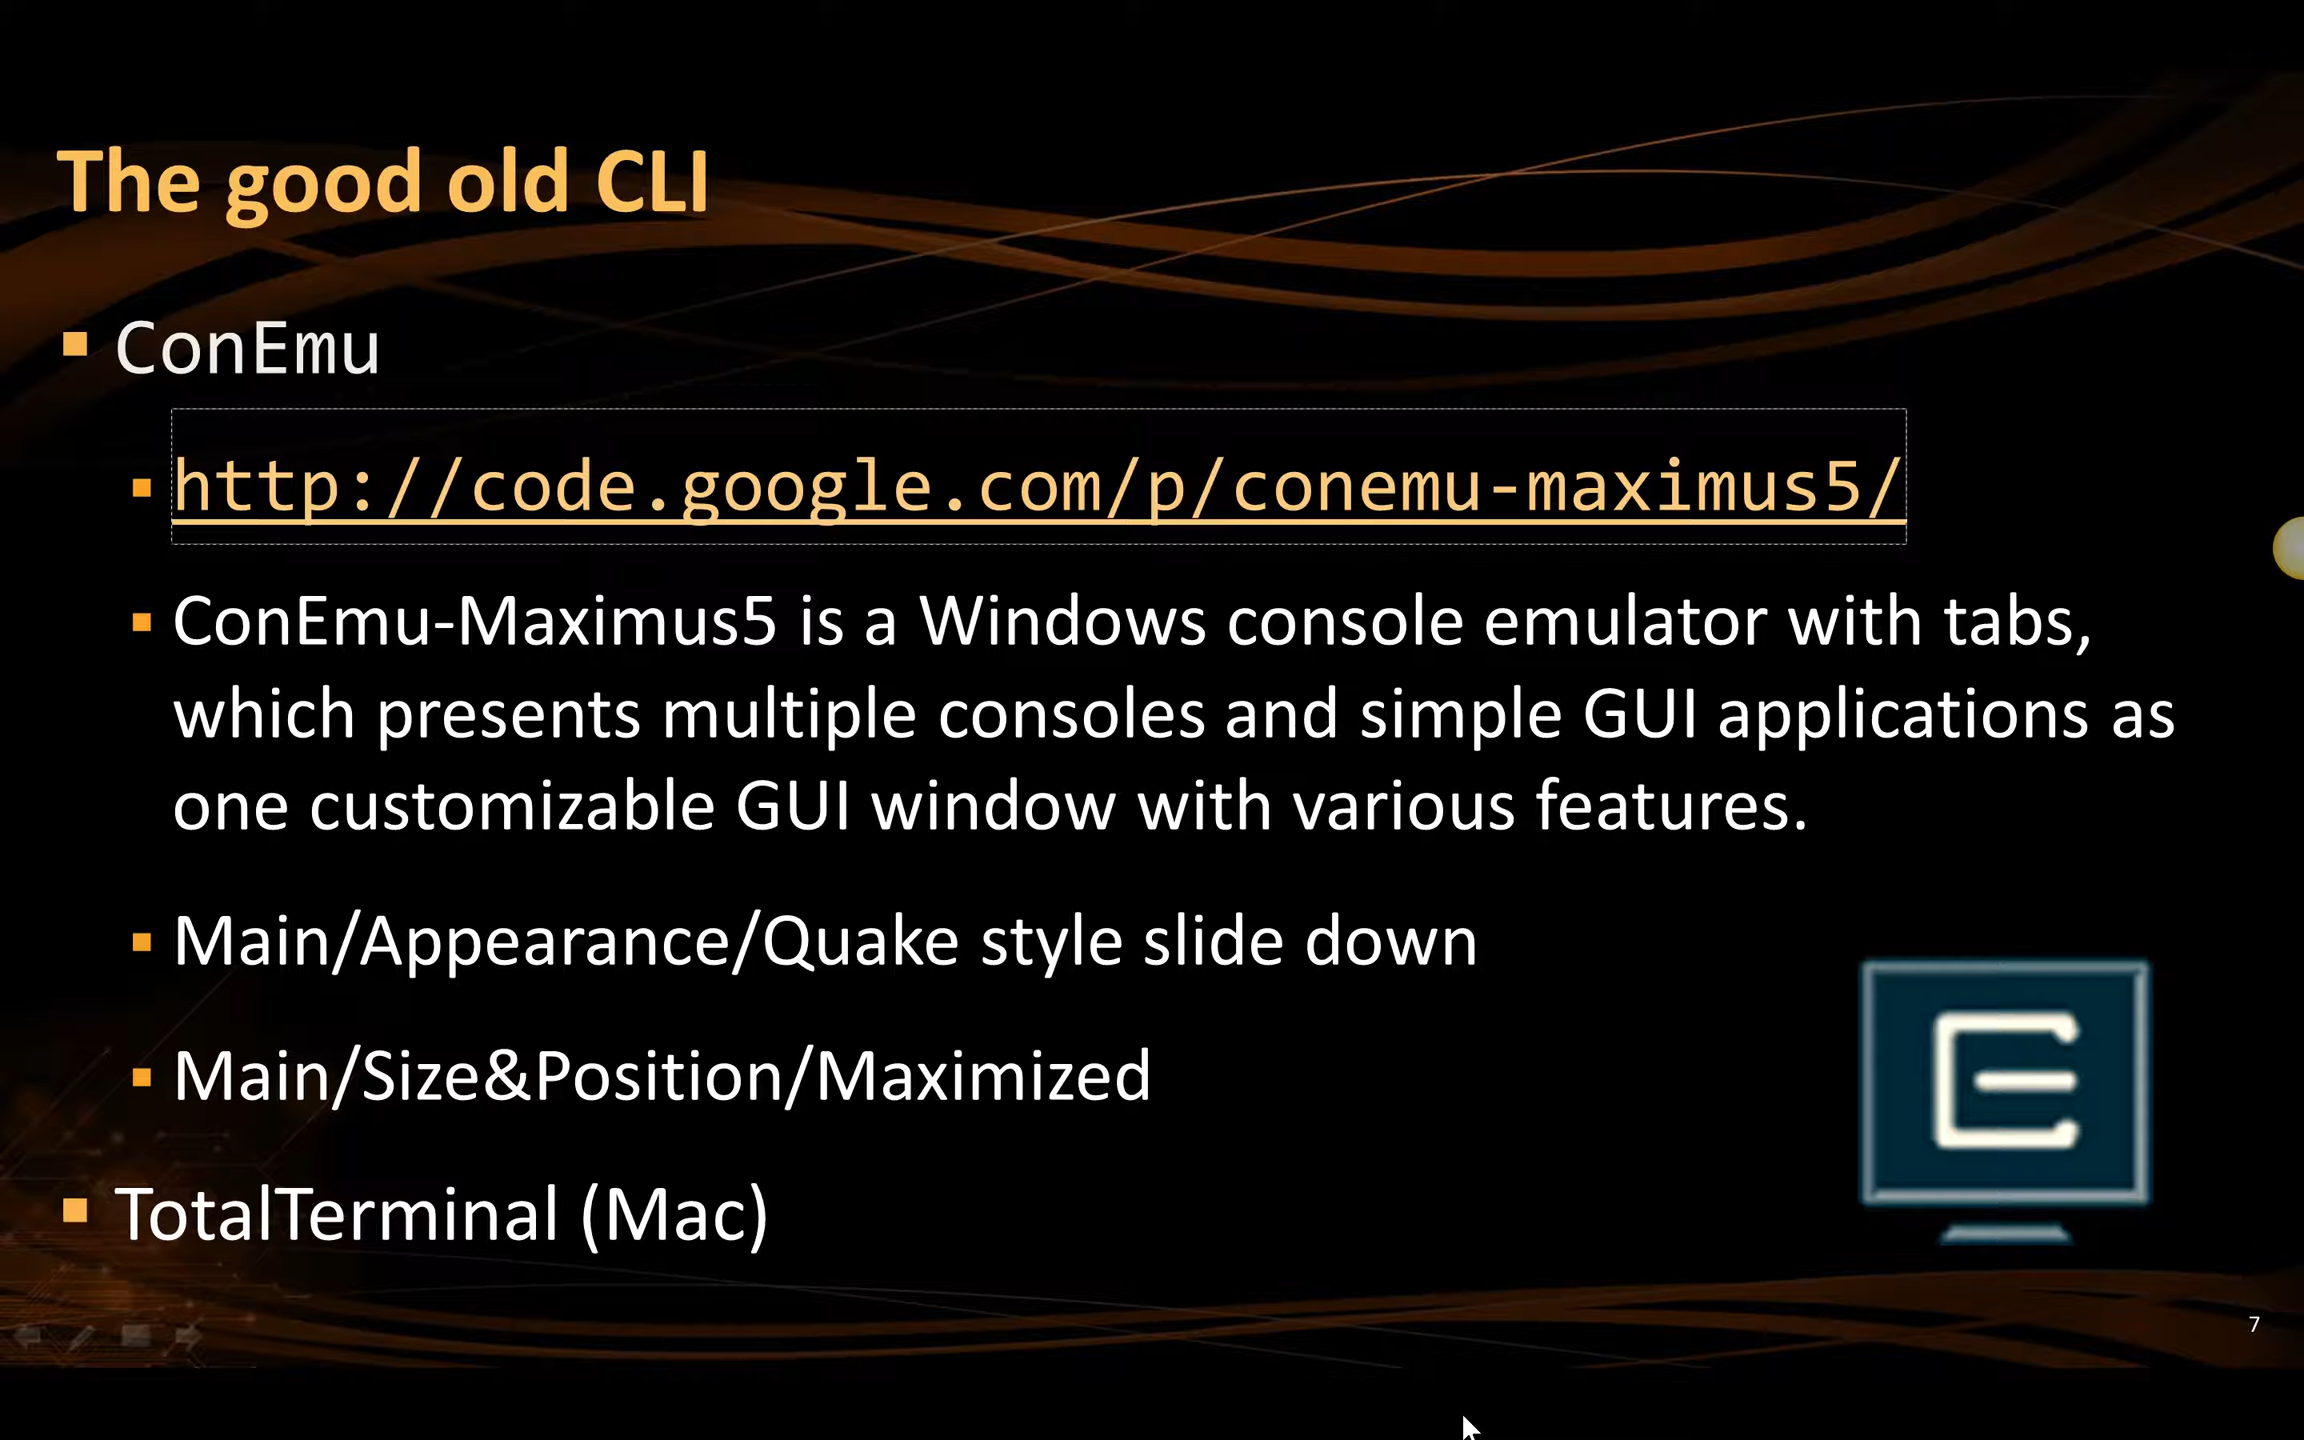 The good old CLI
ConEmu
http://code.google.com/p/conemu-maximus5/
ConEmu-Maximus5 is a Windows console emulator with tabs,
which presents multiple consoles and simple GUI applications as
one customizable GUI window with various features.
Main/Appearance/Quake style slide down
Main/Size&Position/Maximized
TotalTerminal (Mac)
7